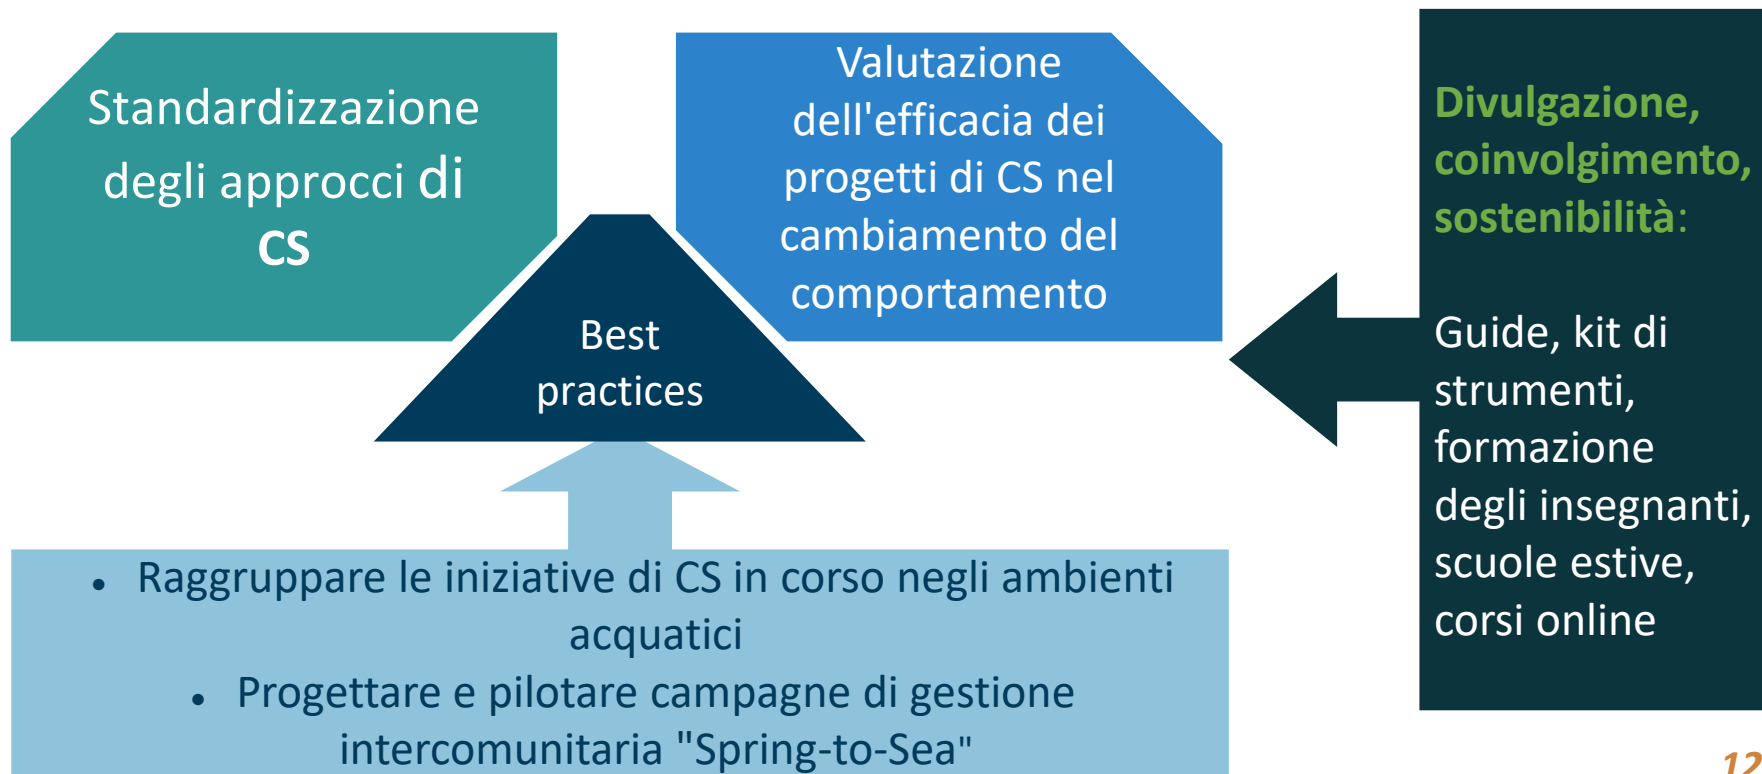 Standardizzazione
degli approcci di
CS
Valutazione
dell'efficacia dei
progetti di CS nel
cambiamento del
comportamento
Best
practices
• Raggruppare le iniziative di CS in corso negli ambienti
acquatici
• Progettare e pilotare campagne di gestione
intercomunitaria "Spring-to-Sea"
Divulgazione,
coinvolgimento,
sostenibilità:
Guide, kit di
strumenti,
formazione
degli insegnanti,
scuole estive,
corsi online
12